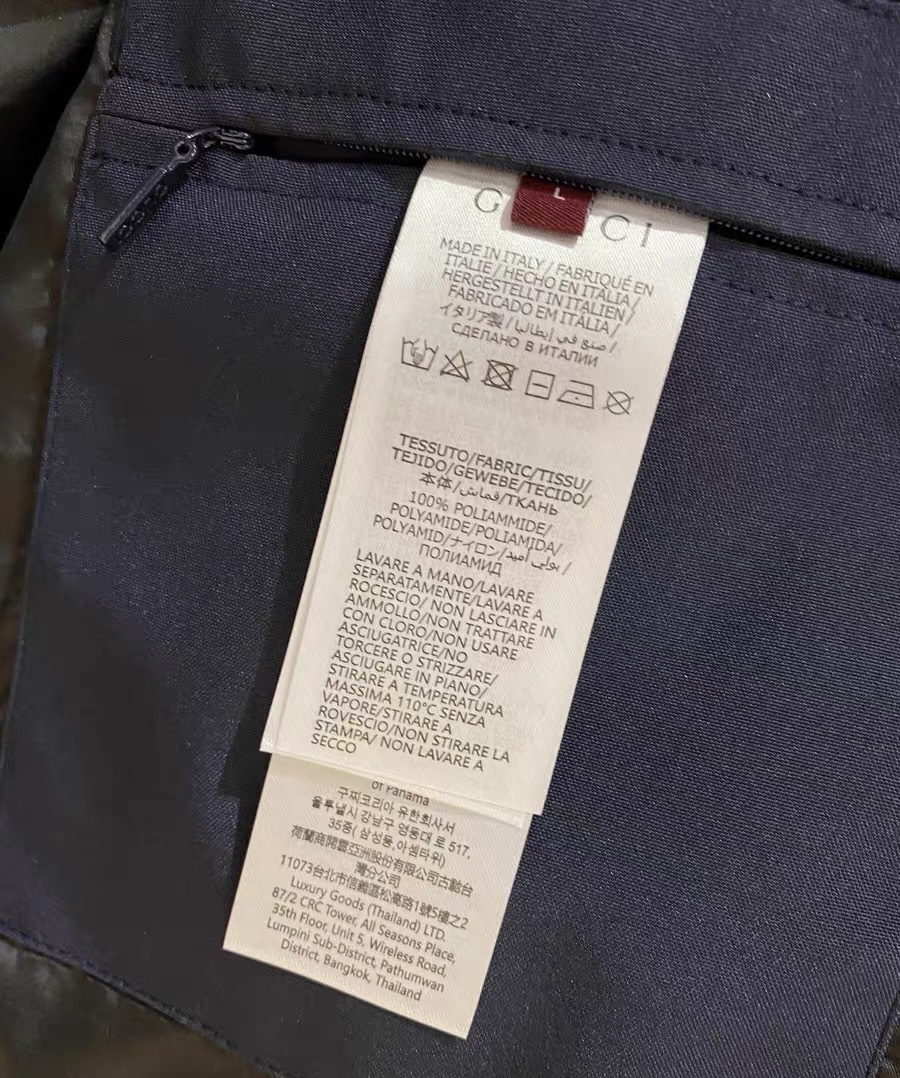 L
G CI
MADE IN ITALY / FABRIQUÉ EN
ITALIE / HECHO EN ITALIA /
HERGESTELLT IN ITALIEN /
FABRICADO EM ITÁLIA /
イタリア製 / صنع في إيطاليا /
СДЕЛАНО В ИТАЛИИ
TESSUTO/FABRIC/TISSU/
TEJIDO/GEWEBE/TECIDO/
本体/قماش/ТКАНЬ
100% POLIAMMIDE/
POLYAMIDE/POLIAMIDA/
POLYAMID/ナイロン/بولي أميد/
ПОЛИАМИД
LAVARE A MANO/LAVARE
SEPARATAMENTE/LAVARE A
ROCESCIO/ NON LASCIARE IN
AMMOLLO/NON TRATTARE
CON CLORO/NON USARE
ASCIUGATRICE/NO
TORCERE O STRIZZARE/
ASCIUGARE IN PIANO/
STIRARE A TEMPERATURA
MASSIMA 110°C SENZA
VAPORE/STIRARE A
ROVESCIO/NON STIRARE LA
STAMPA/ NON LAVARE A
SECCO
of Panama
구찌코리아 유한회사서
울루넬시 강남구 영동대 로 517,
35종( 삼성동,아셈타워)
荷蘭商開雲亞洲股份有限公司古馳台
灣分公司
11073台北市信義區松高路1號5樓之2
Luxury Goods (Thailand) LTD.
87/2 CRC Tower, All Seasons Place,
35th Floor, Unit 5, Wireless Road,
Lumpini Sub-District, Pathumwan
District, Bangkok, Thailand